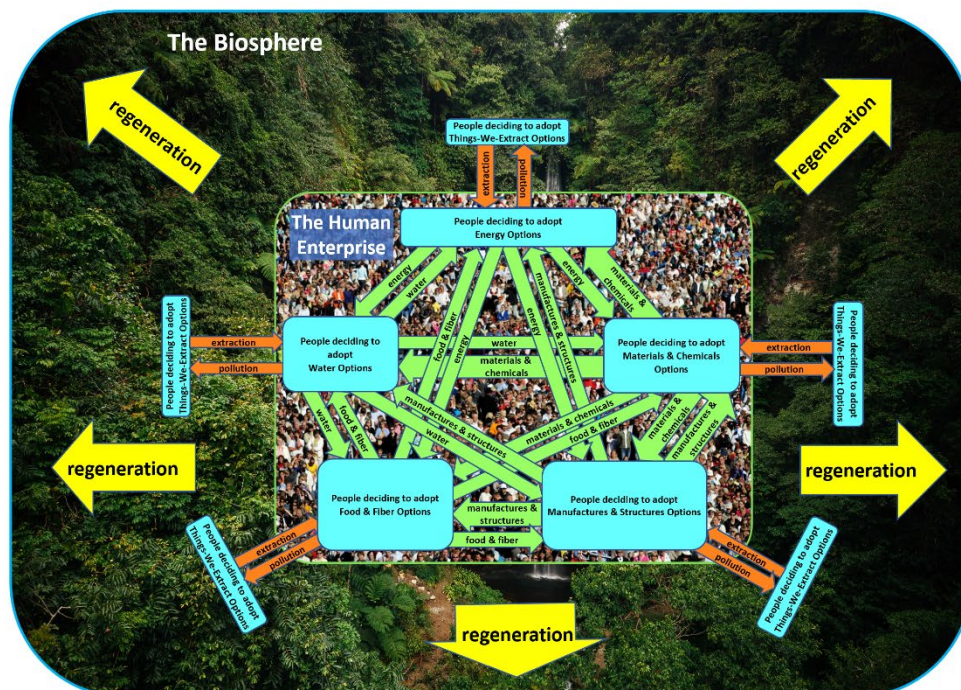 The Biosphere
regeneration
regeneration
People deciding to adopt
Things-We-Extract Options
extraction
pollution
The Human
Enterprise
People deciding to adopt
Energy Options
energy
water
food & fiber
energy
energy
manufactures & structures
energy
materials &
chemicals
People deciding to adopt
Things-We-Extract Options
extraction
pollution
People deciding to
adopt
Water Options
water
materials &
chemicals
People deciding to adopt
Materials & Chemicals
Options
extraction
pollution
People deciding to adopt
Things-We-Extract Options
water
food & fiber
manufactures & structures
water
materials & chemicals
food & fiber
materials &
chemicals
manufactures &
structures
regeneration
regeneration
People deciding to adopt
Food & Fiber Options
manufactures &
structures
food & fiber
People deciding to adopt
Manufactures & Structures Options
extraction
pollution
People deciding to adopt
Things-We-Extract Options
extraction
pollution
People deciding to adopt
Things-We-Extract Options
regeneration